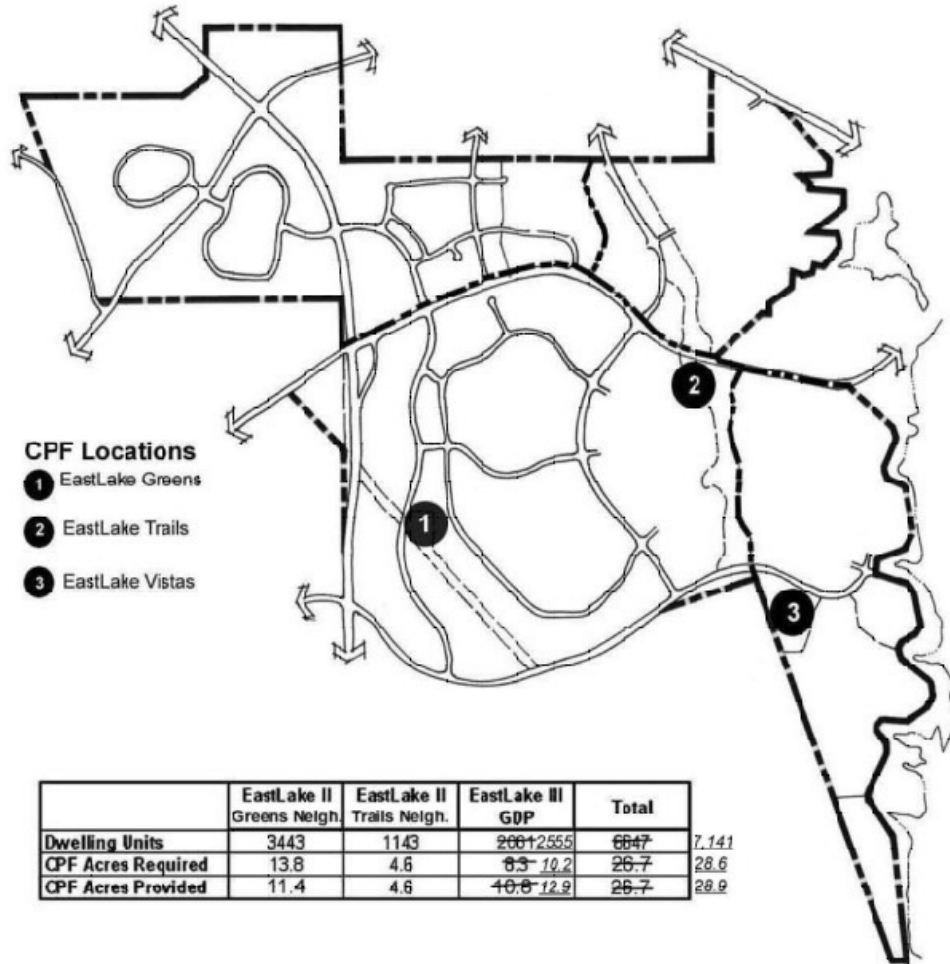 CPF Locations
1 EastLake Greens
2 EastLake Trails
3 EastLake Vistas
1
2
3
EastLake II Greens Neigh. EastLake II Trails Neigh. EastLake III GDP Total
Dwelling Units 3443 1143 2061 2555 6647 7,141
CPF Acres Required 13.8 4.6 8.3 10.2 26.7 28.6
CPF Acres Provided 11.4 4.6 10.8 12.9 26.7 28.9